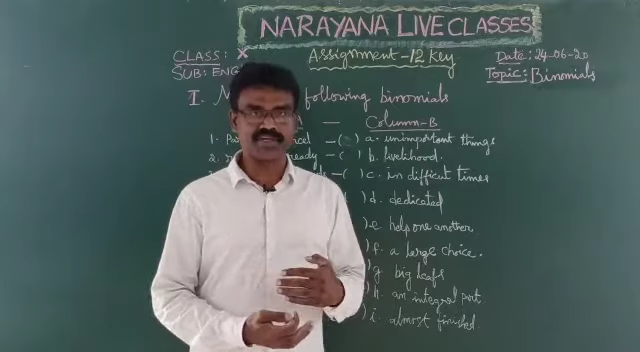 NARAYANA LIVE CLASSES
CLASS: X
Assignment-12 Key
Date: 24-06-20
SUB: ENG
Topic: Binomials
I. following binomials
Column-B
1. — ( ) a. unimportant things
2. eady — ( ) b. livelihood.
— ( ) c. in difficult times
d. dedicated
) e. help one another
) f. a large choice.
) g. big leafs
) h. an integral part
) i. almost finished.